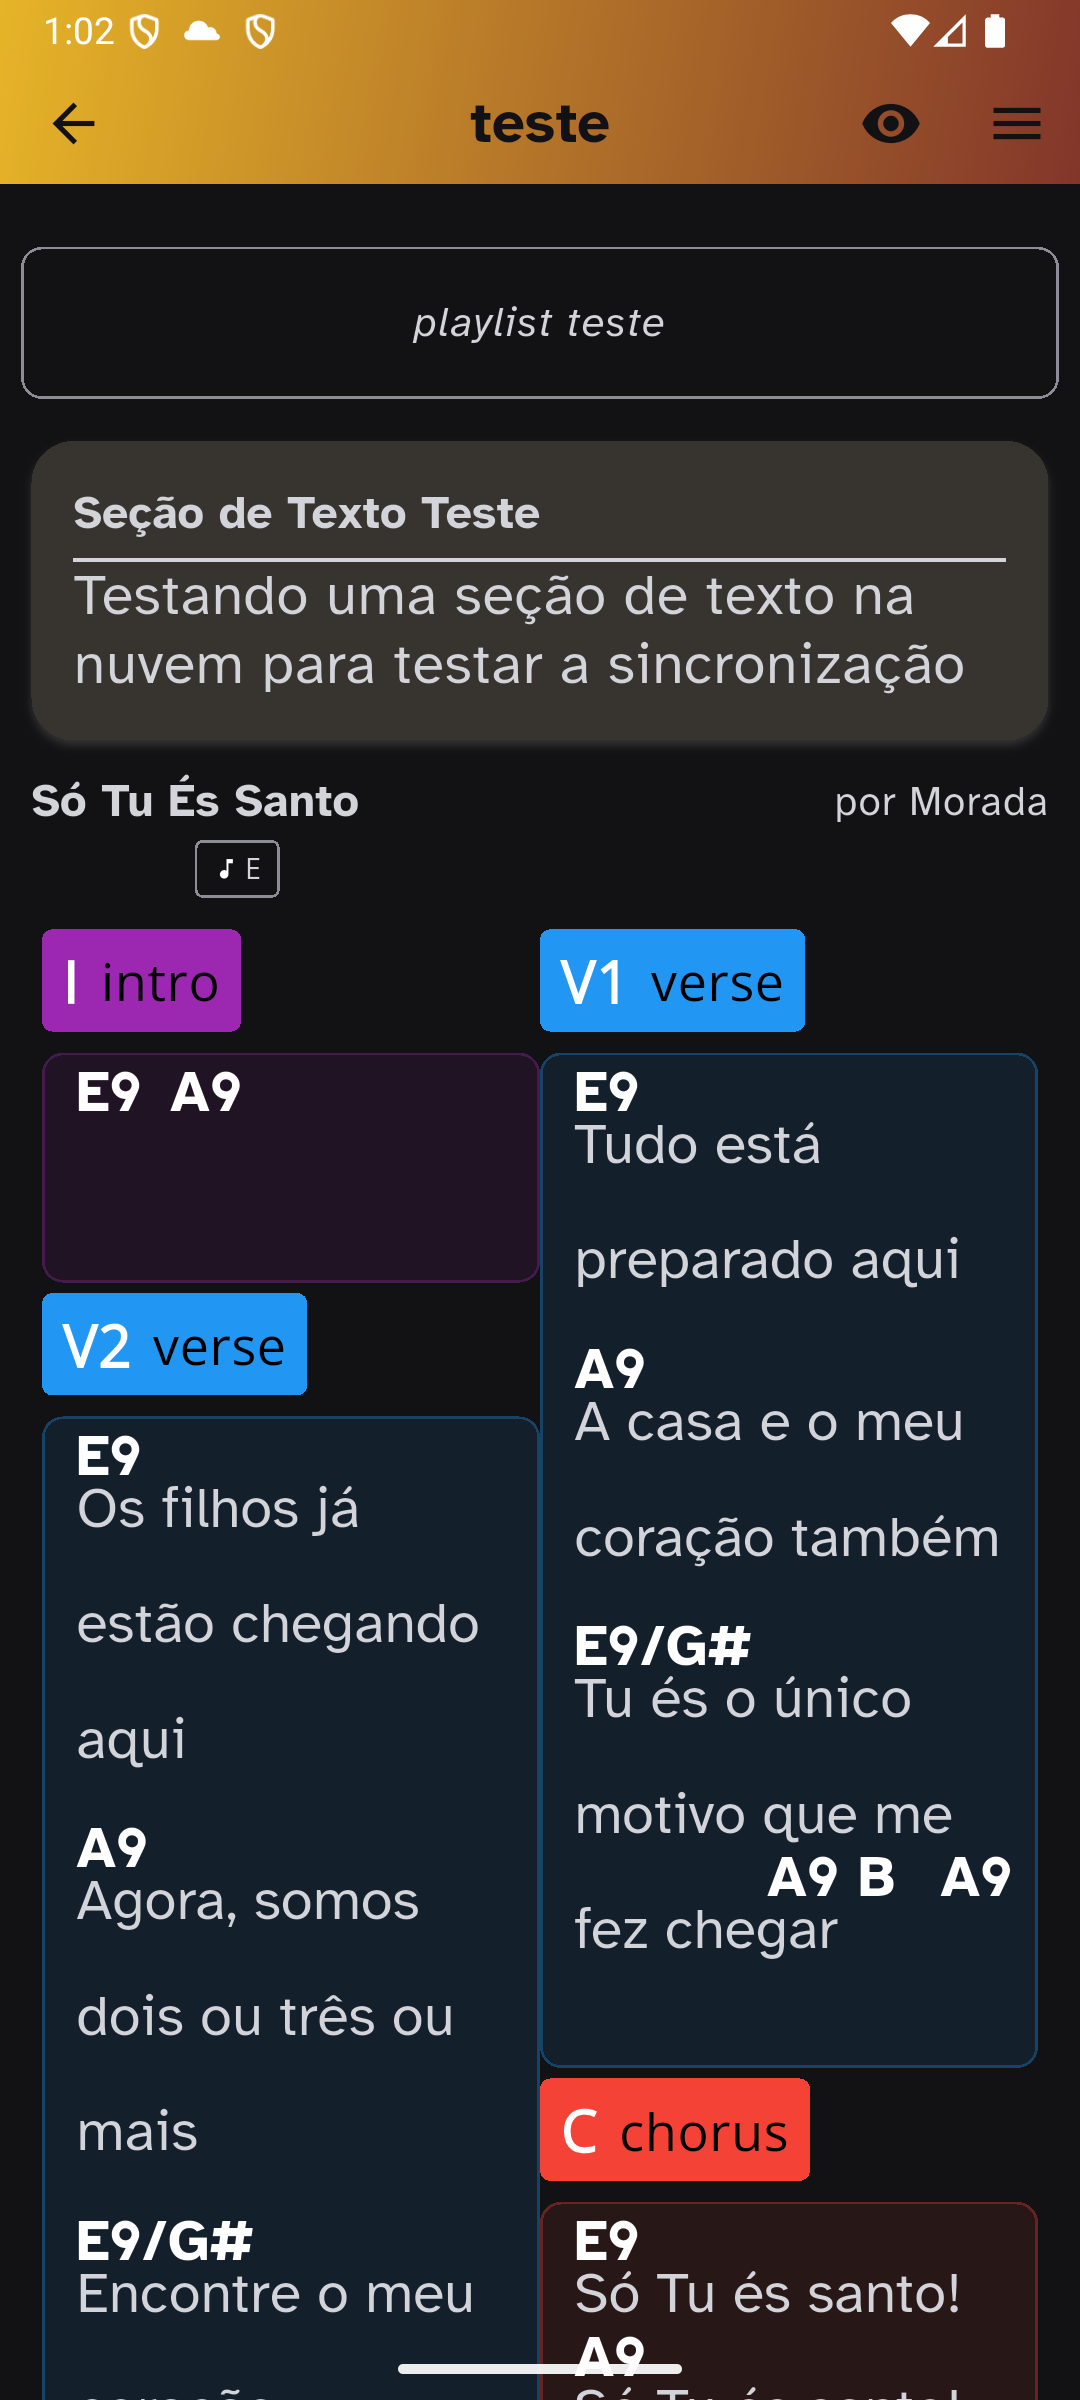 1:02
teste
playlist teste
Seção de Texto Teste
Testando uma seção de texto na
nuvem para testar a sincronização
Só Tu És Santo
por Morada
E
I intro
E9 A9
V2 verse
E9
Os filhos já
estão chegando
aqui
A9
Agora, somos
dois ou três ou
mais
E9/G#
Encontre o meu
V1 verse
E9
Tudo está
preparado aqui
A9
A casa e o meu
coração também
E9/G#
Tu és o único
motivo que me
A9 B A9
fez chegar
C chorus
E9
Só Tu és santo!
A9